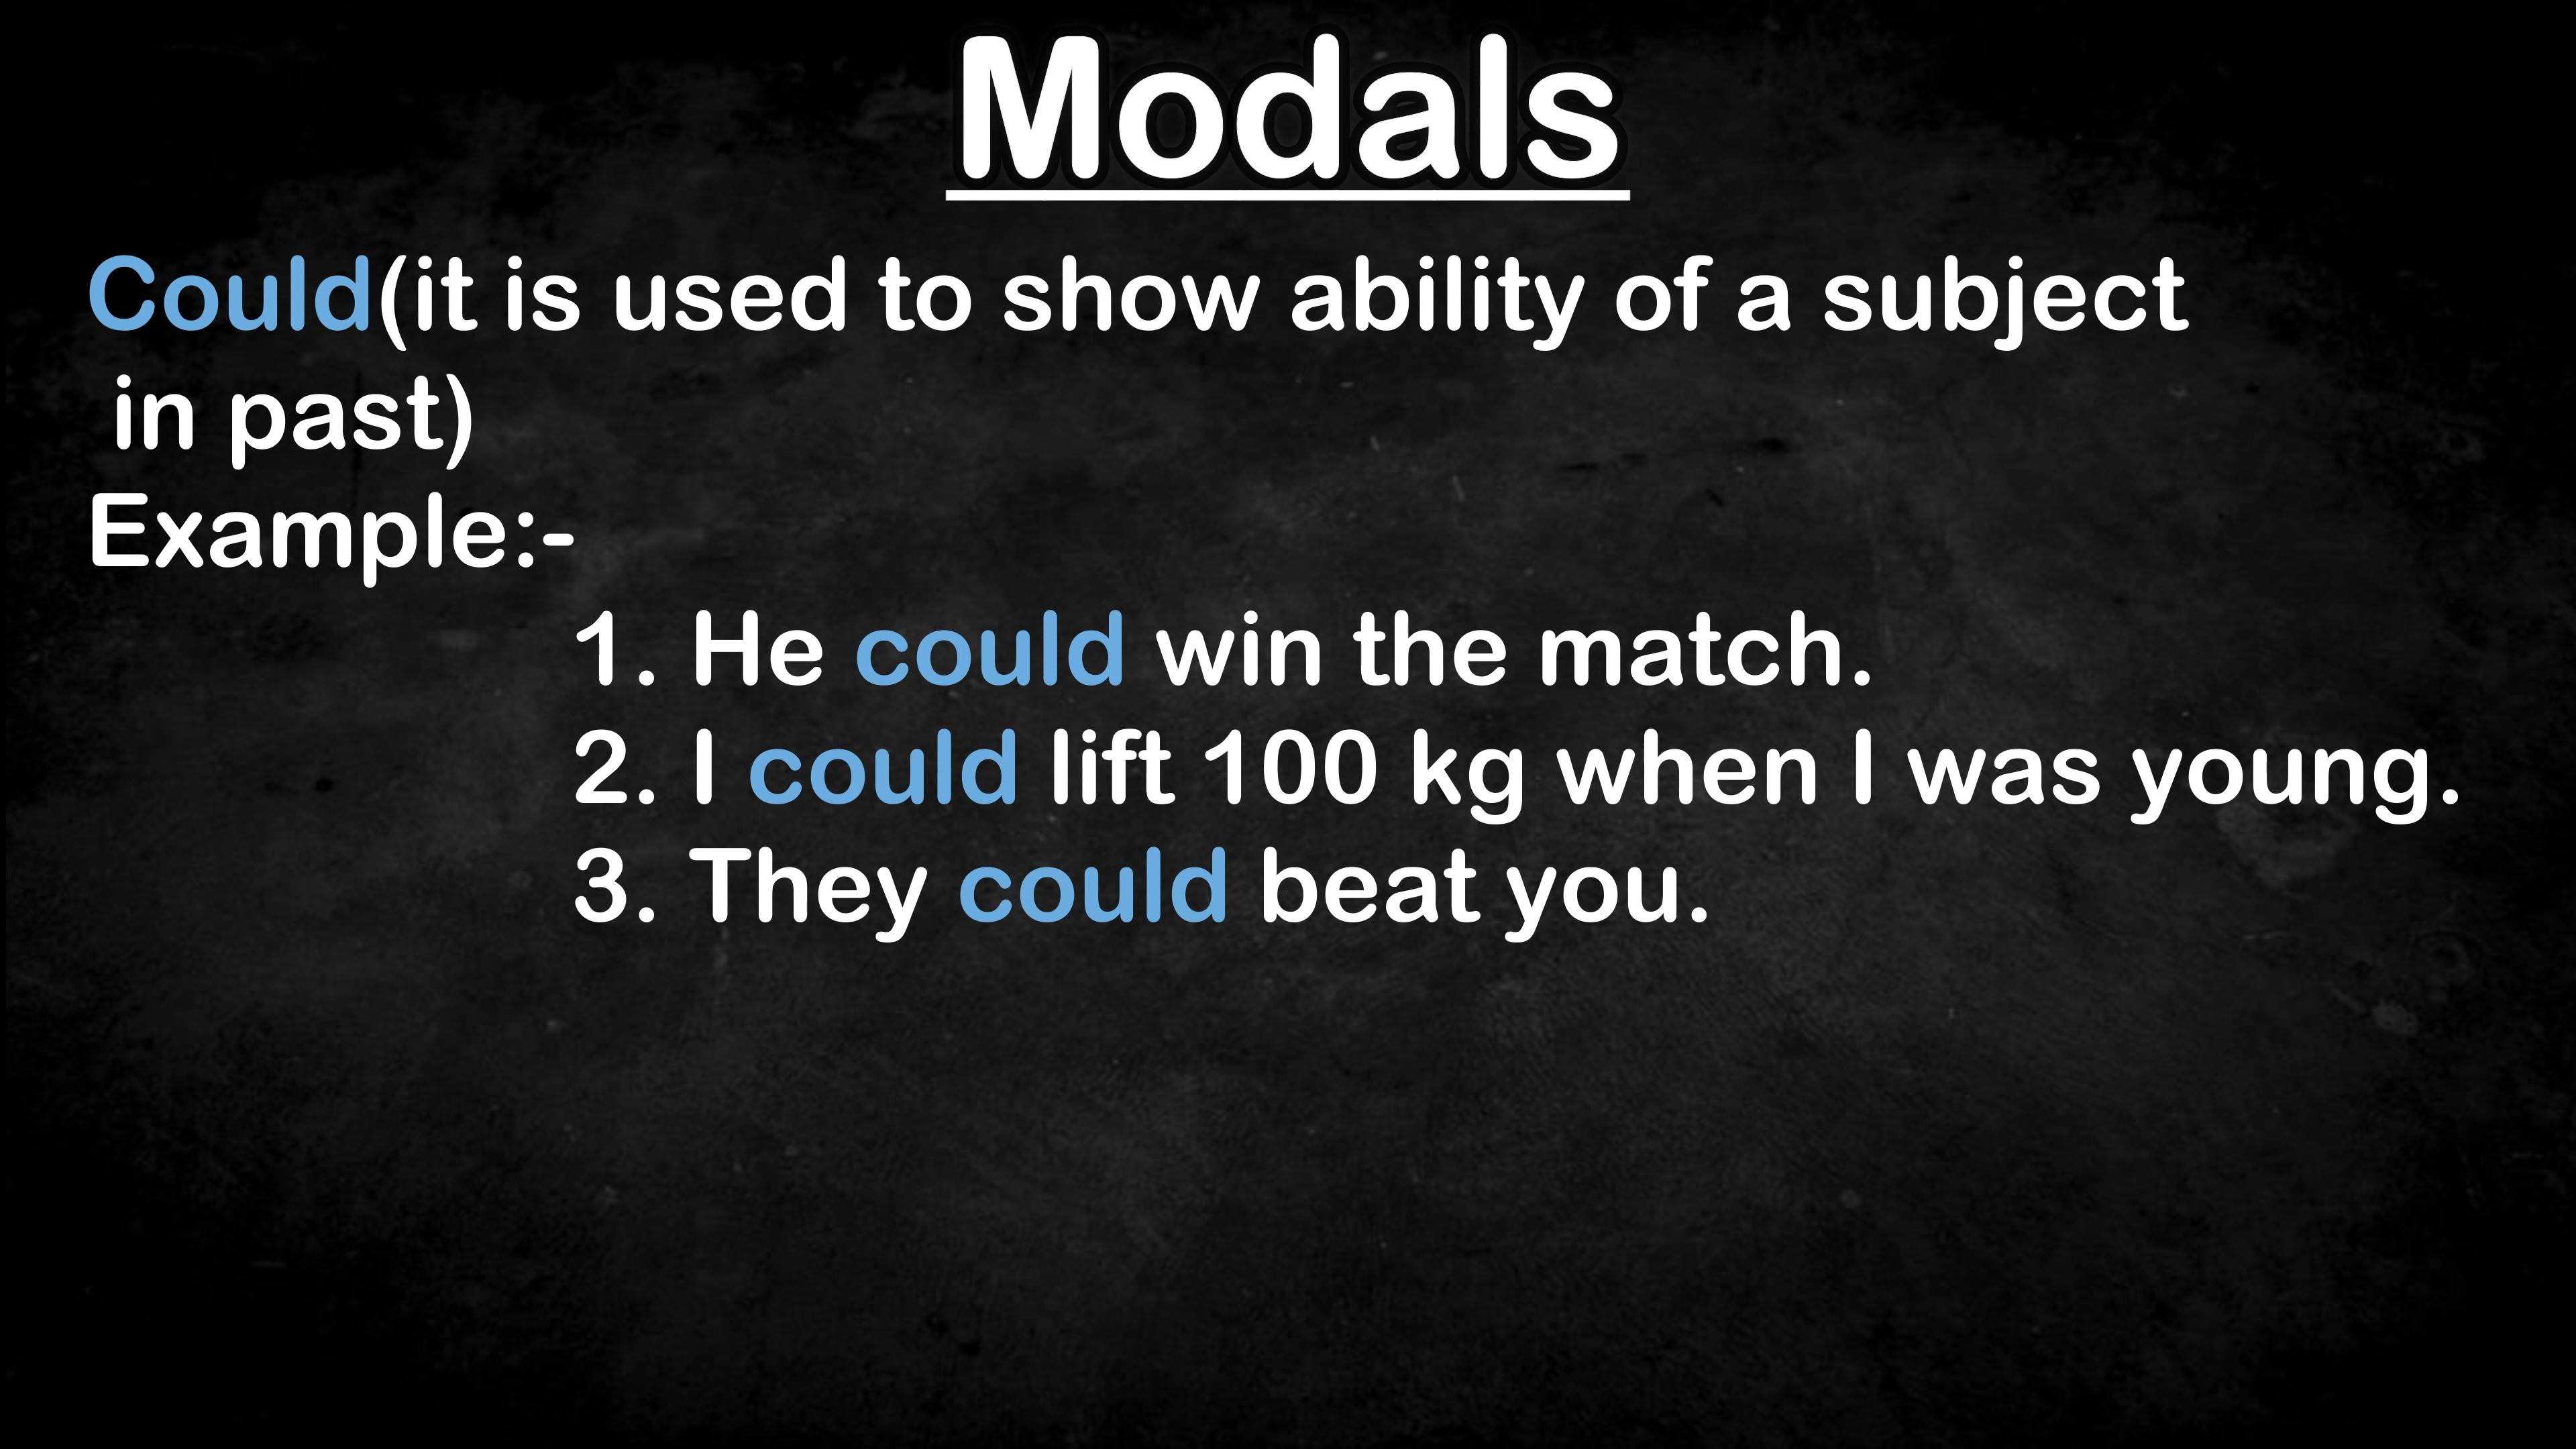 Modals
Could(it is used to show ability of a subject
in past)
Example:-
1. He could win the match.
2. I could lift 100 kg when I was young.
3. They could beat you.